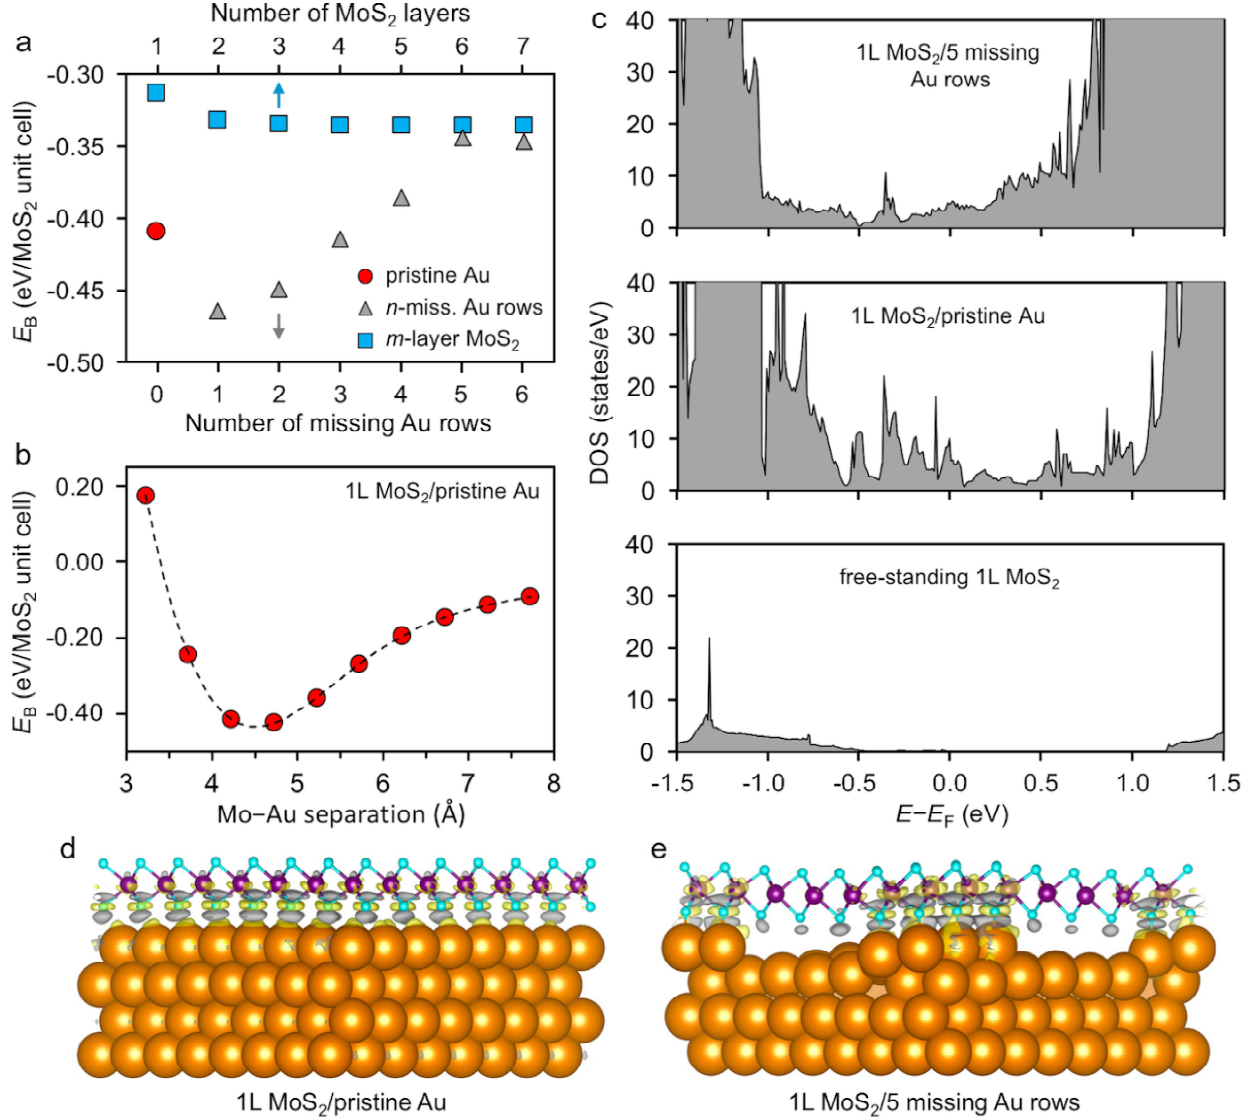 a
Number of MoS₂ layers
1 2 3 4 5 6 7
-0.30
-0.35
-0.40
-0.45
-0.50
E_B (eV/MoS₂ unit cell)
pristine Au
n-miss. Au rows
m-layer MoS₂
0 1 2 3 4 5 6
Number of missing Au rows
b
1L MoS₂/pristine Au
0.20
0.00
-0.20
-0.40
E_B (eV/MoS₂ unit cell)
3 4 5 6 7 8
Mo–Au separation (Å)
c
1L MoS₂/5 missing
Au rows
40
30
20
10
0
1L MoS₂/pristine Au
40
30
20
10
0
DOS (states/eV)
free-standing 1L MoS₂
40
30
20
10
0
-1.5 -1.0 -0.5 0.0 0.5 1.0 1.5
E−E_F (eV)
d
1L MoS₂/pristine Au
e
1L MoS₂/5 missing Au rows